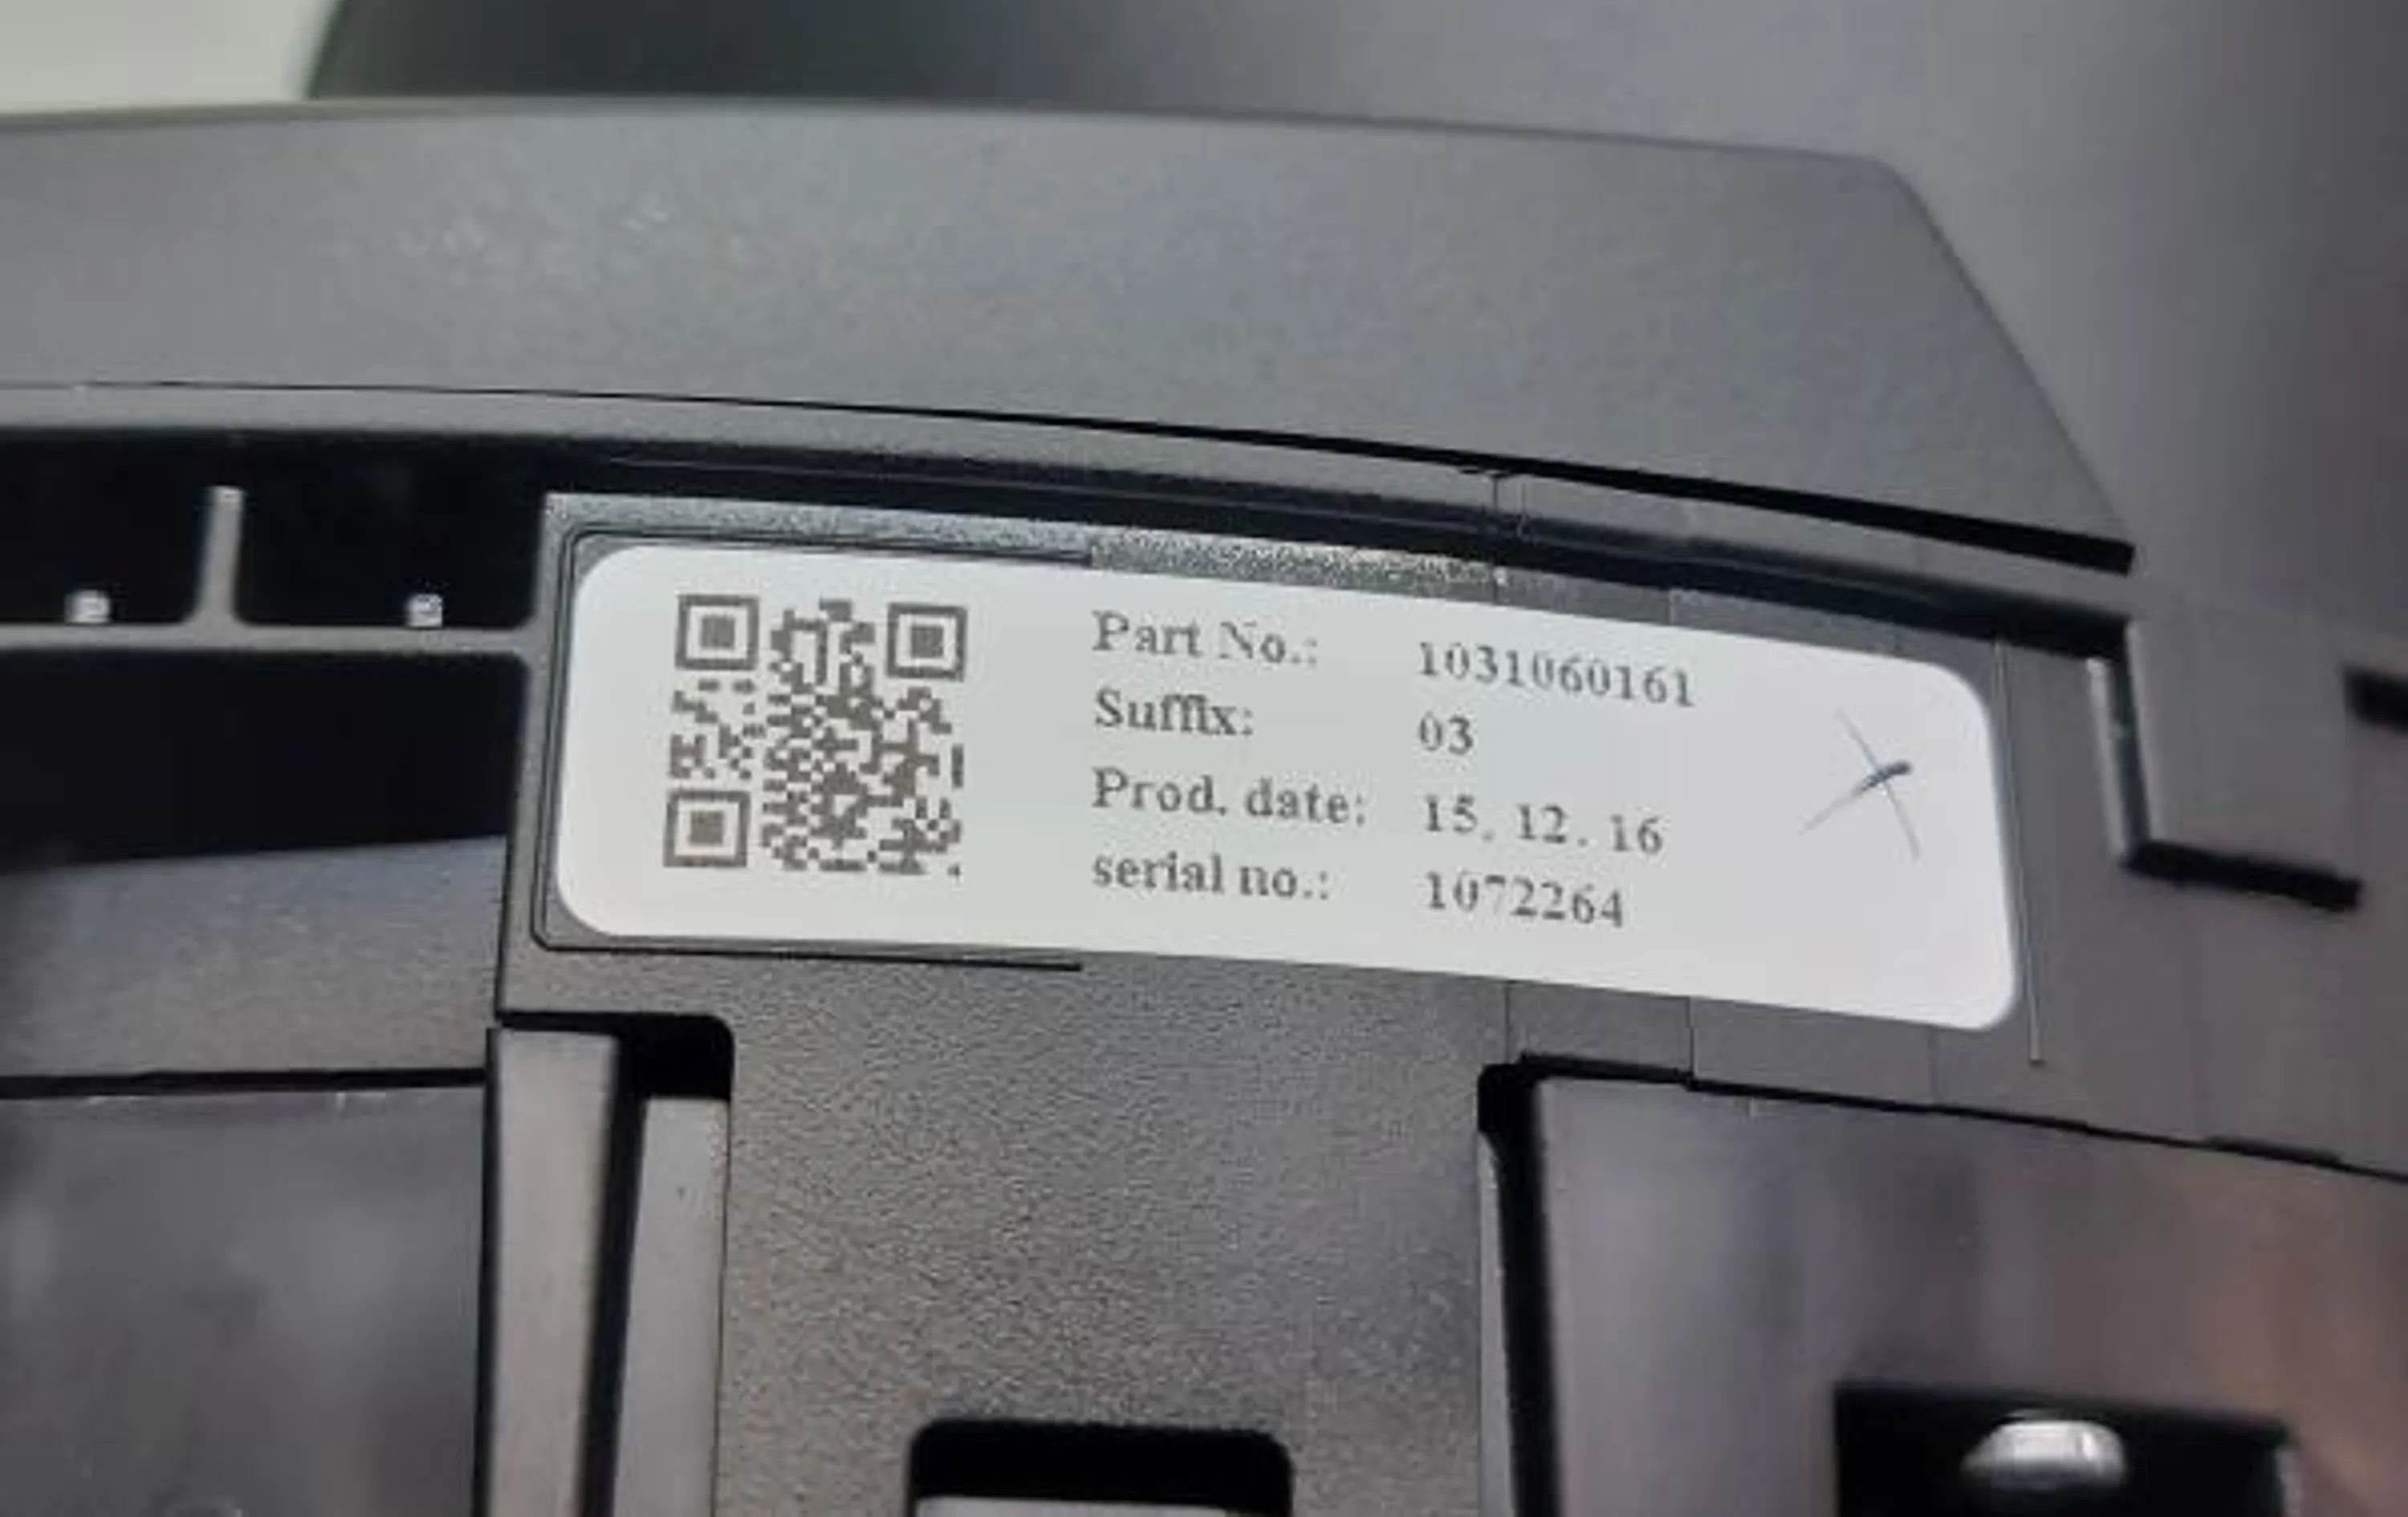 Part No.: 1031060161
Suffix: 03
Prod. date: 15. 12. 16
serial no.: 1072264